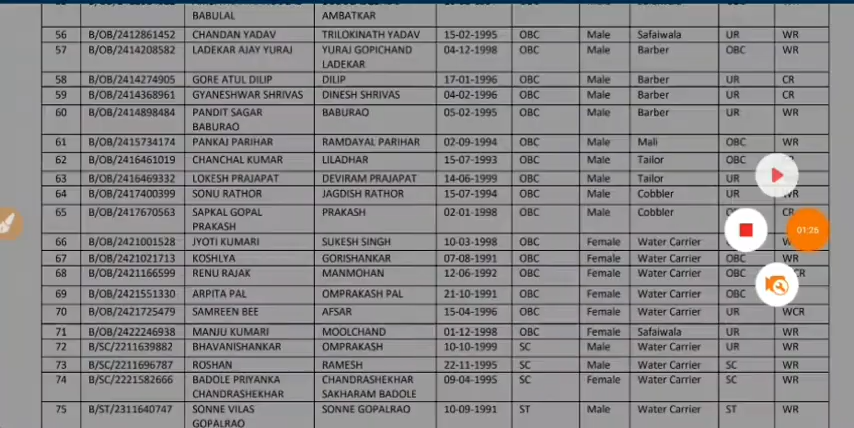 BABULAL AMBATKAR
56 B/OB/2412861452 CHANDAN YADAV TRILOKINATH YADAV 15-02-1995 OBC Male Safaiwala UR WR
57 B/OB/2414208582 LADEKAR AJAY YURAJ YURAJ GOPICHAND 04-12-1998 OBC Male Barber OBC WR
LADEKAR
58 B/OB/2414274905 GORE ATUL DILIP DILIP 17-01-1996 OBC Male Barber UR CR
59 B/OB/2414368961 GYANESHWAR SHRIVAS DINESH SHRIVAS 04-02-1996 OBC Male Barber UR CR
60 B/OB/2414898484 PANDIT SAGAR BABURAO 05-02-1995 OBC Male Barber UR WR
BABURAO
61 B/OB/2415734174 PANKAJ PARIHAR RAMDAYAL PARIHAR 02-09-1994 OBC Male Mali OBC WR
62 B/OB/2416461019 CHANCHAL KUMAR LILADHAR 15-07-1993 OBC Male Tailor OBC
63 B/OB/2416469332 LOKESH PRAJAPAT DEVIRAM PRAJAPAT 14-06-1999 OBC Male Tailor UR
64 B/OB/2417400399 SONU RATHOR JAGDISH RATHOR 15-07-1994 OBC Male Cobbler UR WR
65 B/OB/2417670563 SAPKAL GOPAL PRAKASH 02-01-1998 OBC Male Cobbler CR
PRAKASH
01:26
66 B/OB/2421001528 JYOTI KUMARI SUKESH SINGH 10-03-1998 OBC Female Water Carrier
67 B/OB/2421021713 KOSHLYA GORISHANKAR 07-08-1991 OBC Female Water Carrier OBC WR
68 B/OB/2421166599 RENU RAJAK MANMOHAN 12-06-1992 OBC Female Water Carrier OBC
69 B/OB/2421551330 ARPITA PAL OMPRAKASH PAL 21-10-1991 OBC Female Water Carrier OBC
70 B/OB/2421725479 SAMREEN BEE AFSAR 15-04-1996 OBC Female Water Carrier UR WCR
71 B/OB/2422246938 MANJU KUMARI MOOLCHAND 01-12-1998 OBC Female Safaiwala UR WR
72 B/SC/2211639882 BHAVANISHANKAR OMPRAKASH 10-10-1999 SC Male Water Carrier UR WR
73 B/SC/2211696787 ROSHAN RAMESH 22-11-1995 SC Male Water Carrier SC WR
74 B/SC/2221582666 BADOLE PRIYANKA CHANDRASHEKHAR 09-04-1995 SC Female Water Carrier SC WR
CHANDRASHEKHAR SAKHARAM BADOLE
75 B/ST/2311640747 SONNE VILAS SONNE GOPALRAO 10-09-1991 ST Male Water Carrier ST WR
GOPALRAO